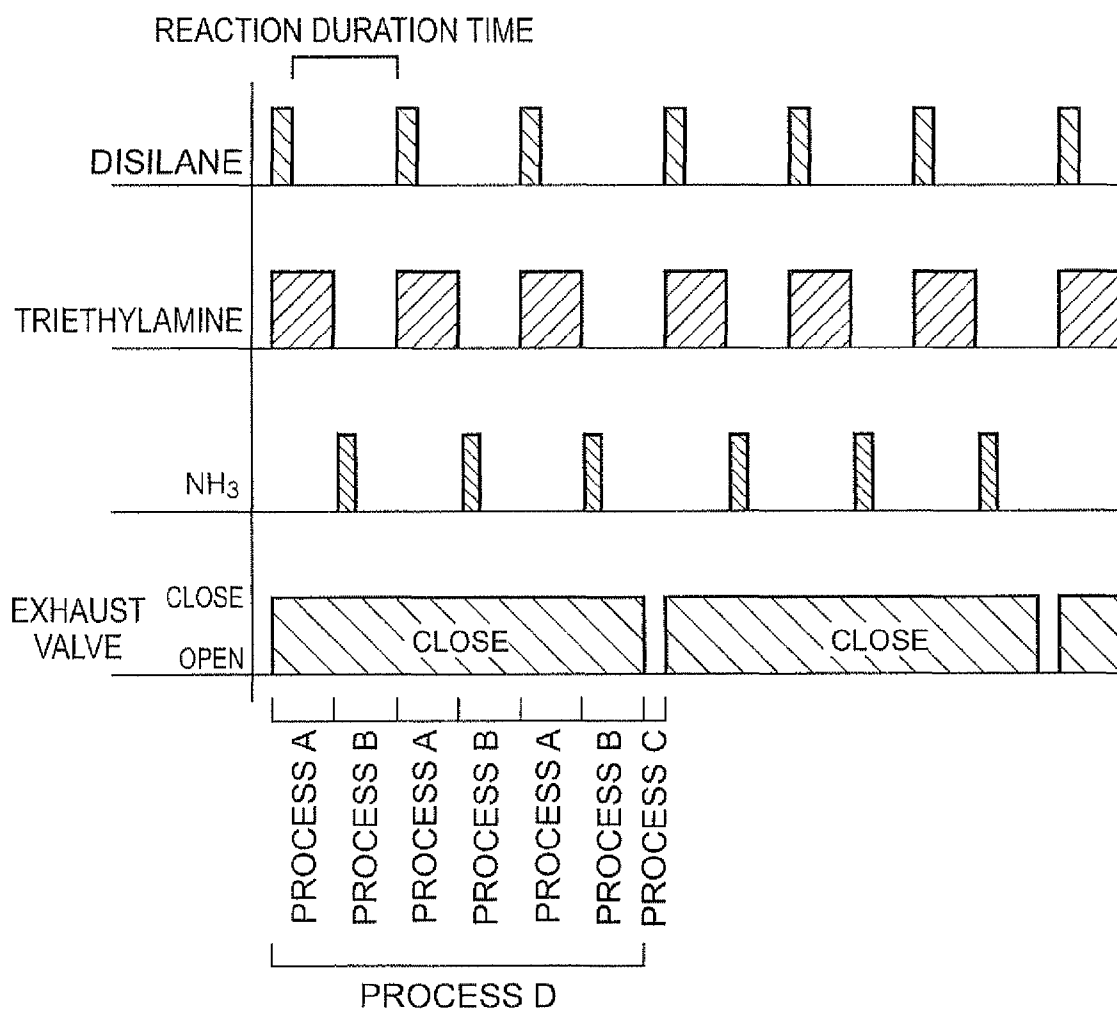 REACTION DURATION TIME
DISILANE
TRIETHYLAMINE
NH₃
EXHAUST
VALVE
CLOSE
OPEN
CLOSE
CLOSE
PROCESS A
PROCESS B
PROCESS A
PROCESS B
PROCESS A
PROCESS B
PROCESS C
PROCESS D